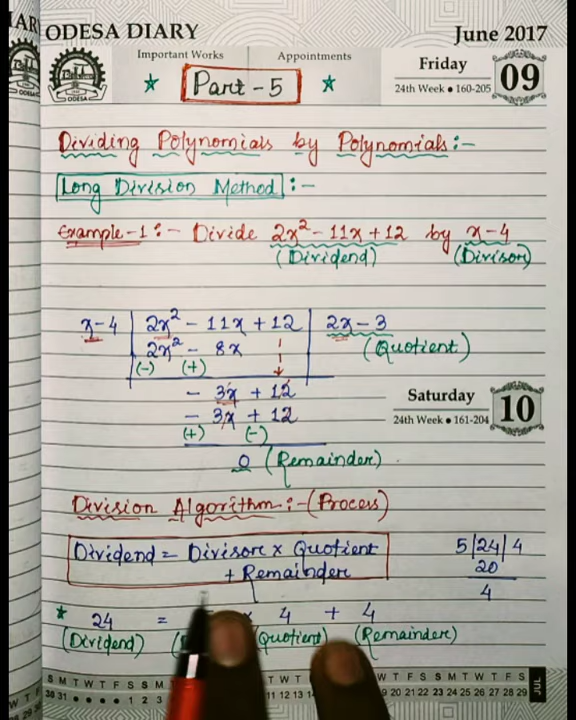 ODESA DIARY
June 2017
Important Works
Appointments
Friday
09
24th Week • 160-205
★ Part - 5 ★
Dividing Polynomials by Polynomials:-
Long Division Method :-
Example-1:- Divide 2x² - 11x + 12 by x - 4
(Dividend) (Divisor)
x-4 | 2x² - 11x + 12 | 2x - 3
2x² - 8x (Quotient)
(-) (+)
- 3x + 12
- 3x + 12
(+) (-)
0 (Remainder)
Saturday
10
24th Week • 161-204
Division Algorithm:-(Process)
Dividend = Divisore x Quotient
+ Remainder
5|24|4
20
4
★ 24 = x 4 + 4
(Dividend) (Quotient) (Remainder)
JUL